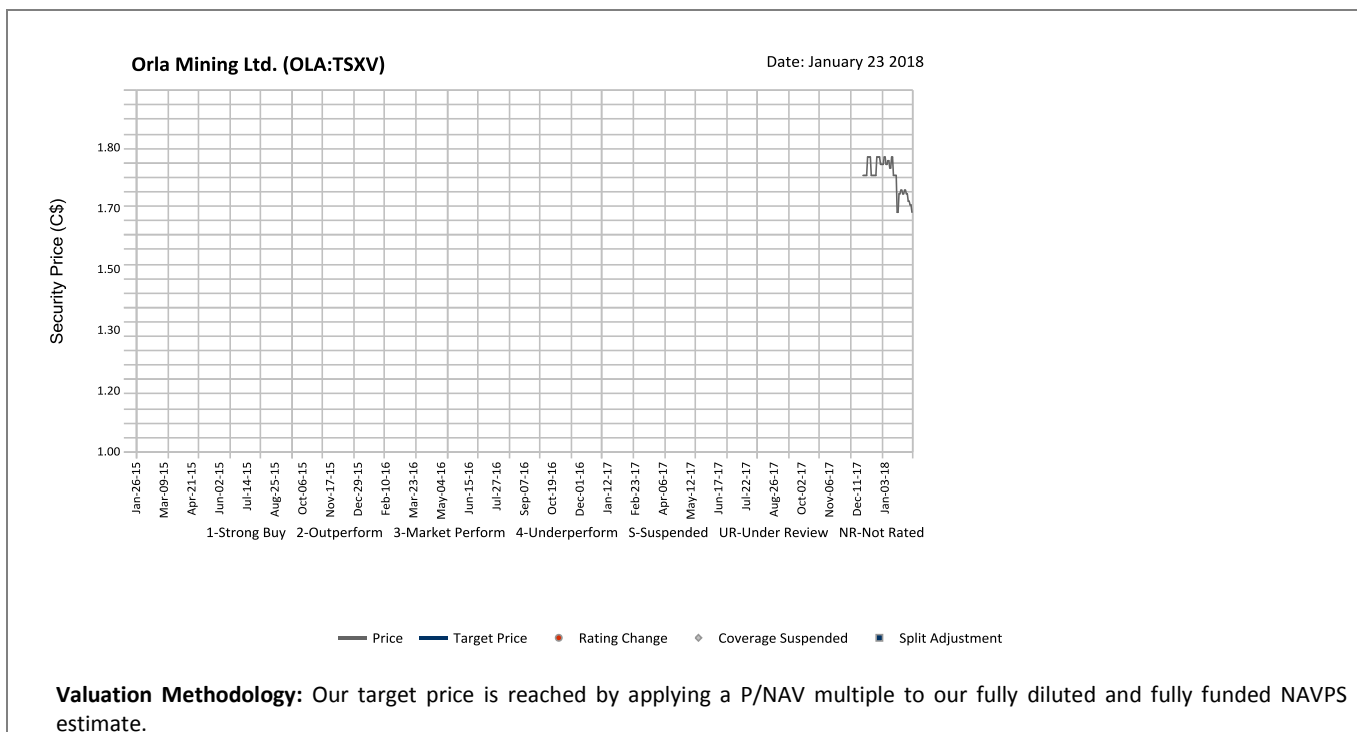 Orla Mining Ltd. (OLA:TSXV)
Date: January 23 2018
Security Price (C$)
1.80
1.70
1.50
1.30
1.20
1.00
Jan-26-15
Mar-09-15
Apr-21-15
Jun-02-15
Jul-14-15
Aug-25-15
Oct-06-15
Nov-17-15
Dec-29-15
Feb-10-16
Mar-23-16
May-04-16
Jun-15-16
Jul-27-16
Sep-07-16
Oct-19-16
Dec-01-16
Jan-12-17
Feb-23-17
Apr-06-17
May-12-17
Jun-17-17
Jul-22-17
Aug-26-17
Oct-02-17
Nov-06-17
Dec-11-17
Jan-03-18
1-Strong Buy 2-Outperform 3-Market Perform 4-Underperform S-Suspended UR-Under Review NR-Not Rated
Price Target Price Rating Change Coverage Suspended Split Adjustment
Valuation Methodology: Our target price is reached by applying a P/NAV multiple to our fully diluted and fully funded NAVPS
estimate.